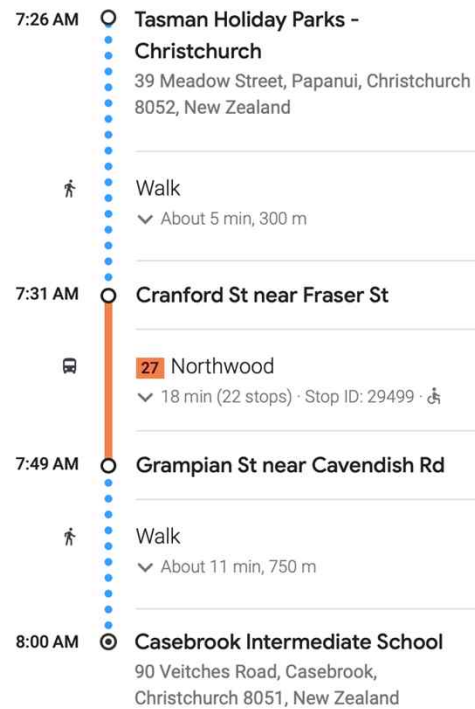 7:26 AM Tasman Holiday Parks -
Christchurch
39 Meadow Street, Papanui, Christchurch
8052, New Zealand
Walk
About 5 min, 300 m
7:31 AM Cranford St near Fraser St
27 Northwood
18 min (22 stops) · Stop ID: 29499 ·
7:49 AM Grampian St near Cavendish Rd
Walk
About 11 min, 750 m
8:00 AM Casebrook Intermediate School
90 Veitches Road, Casebrook,
Christchurch 8051, New Zealand